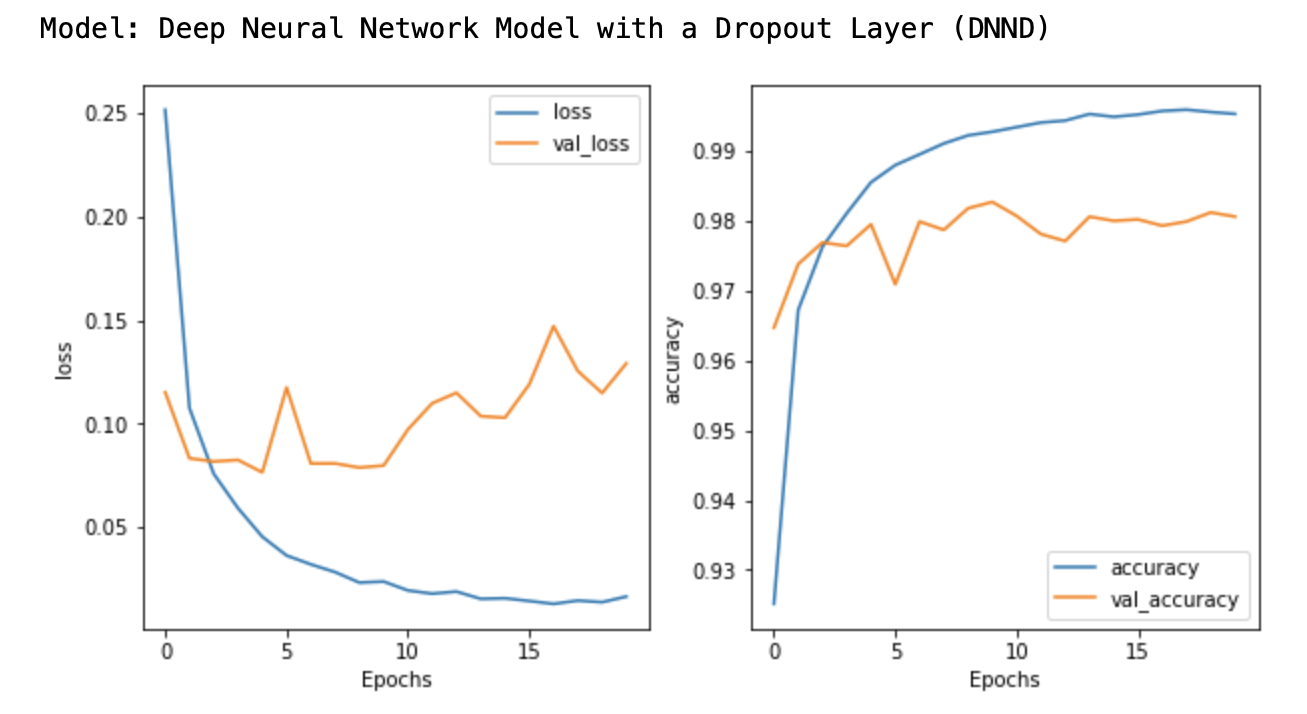 Model: Deep Neural Network Model with a Dropout Layer (DNND)
loss
val_loss
0.25
0.20
0.15
0.10
0.05
loss
0 5 10 15
Epochs
0.99
0.98
0.97
0.96
0.95
0.94
0.93
accuracy
accuracy
val_accuracy
0 5 10 15
Epochs